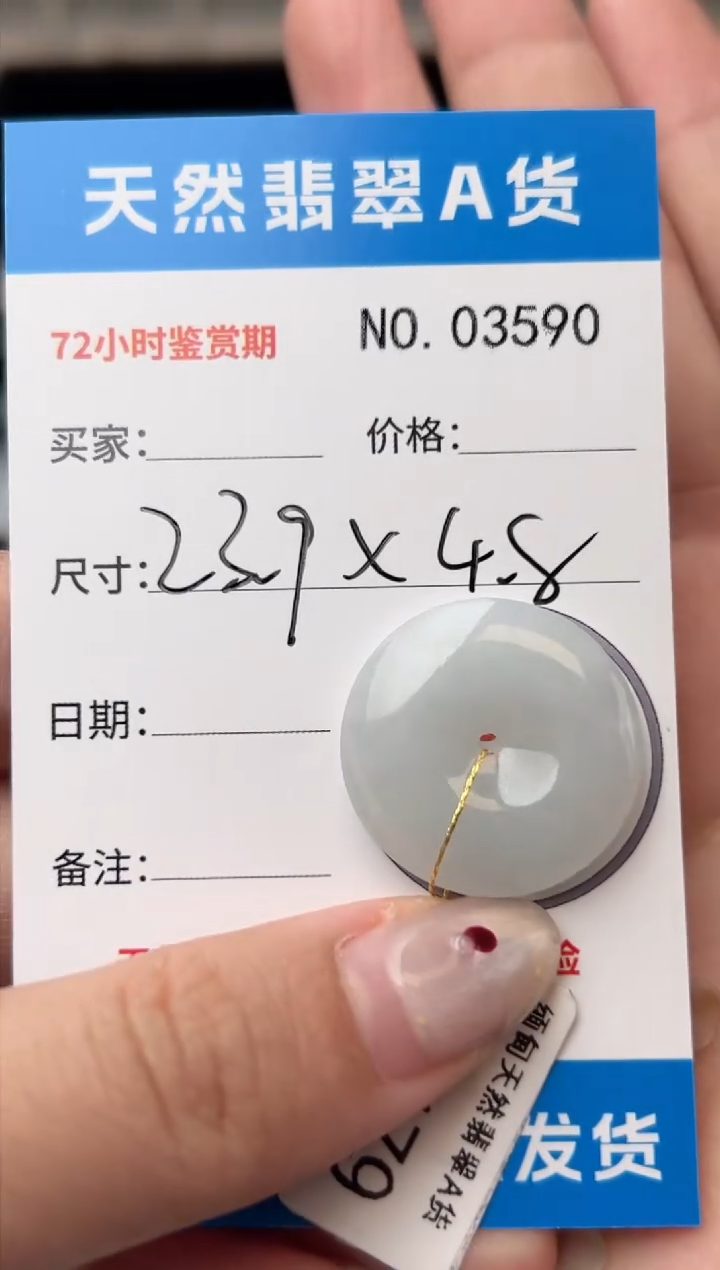 天然翡翠A货
72小时鉴赏期 NO. 03590
买家: 价格:
尺寸: 23.9 x 4.8
日期:
备注:
缅甸天然翡翠A货
79
发货